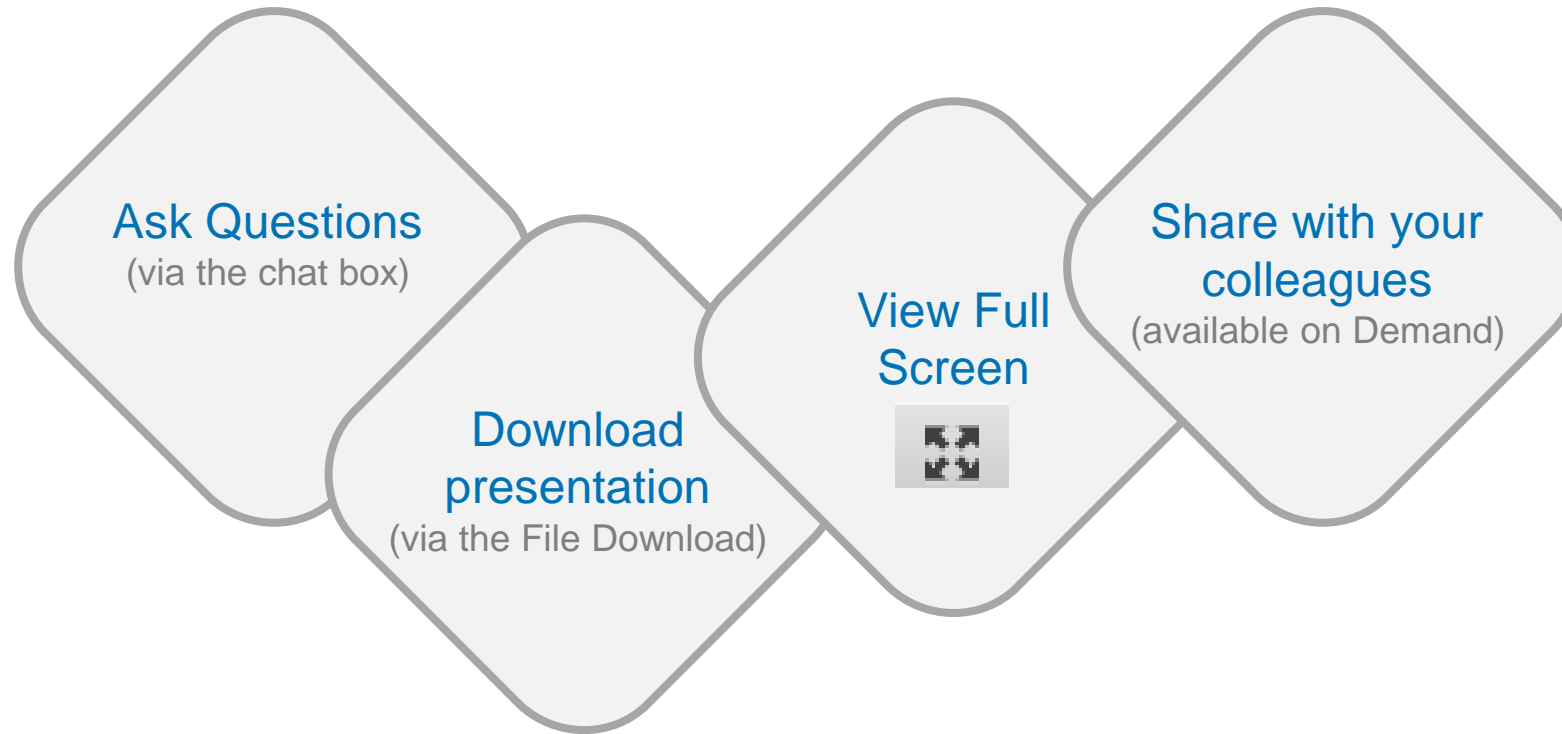 Ask Questions
(via the chat box)
Download
presentation
(via the File Download)
View Full
Screen
Share with your
colleagues
(available on Demand)